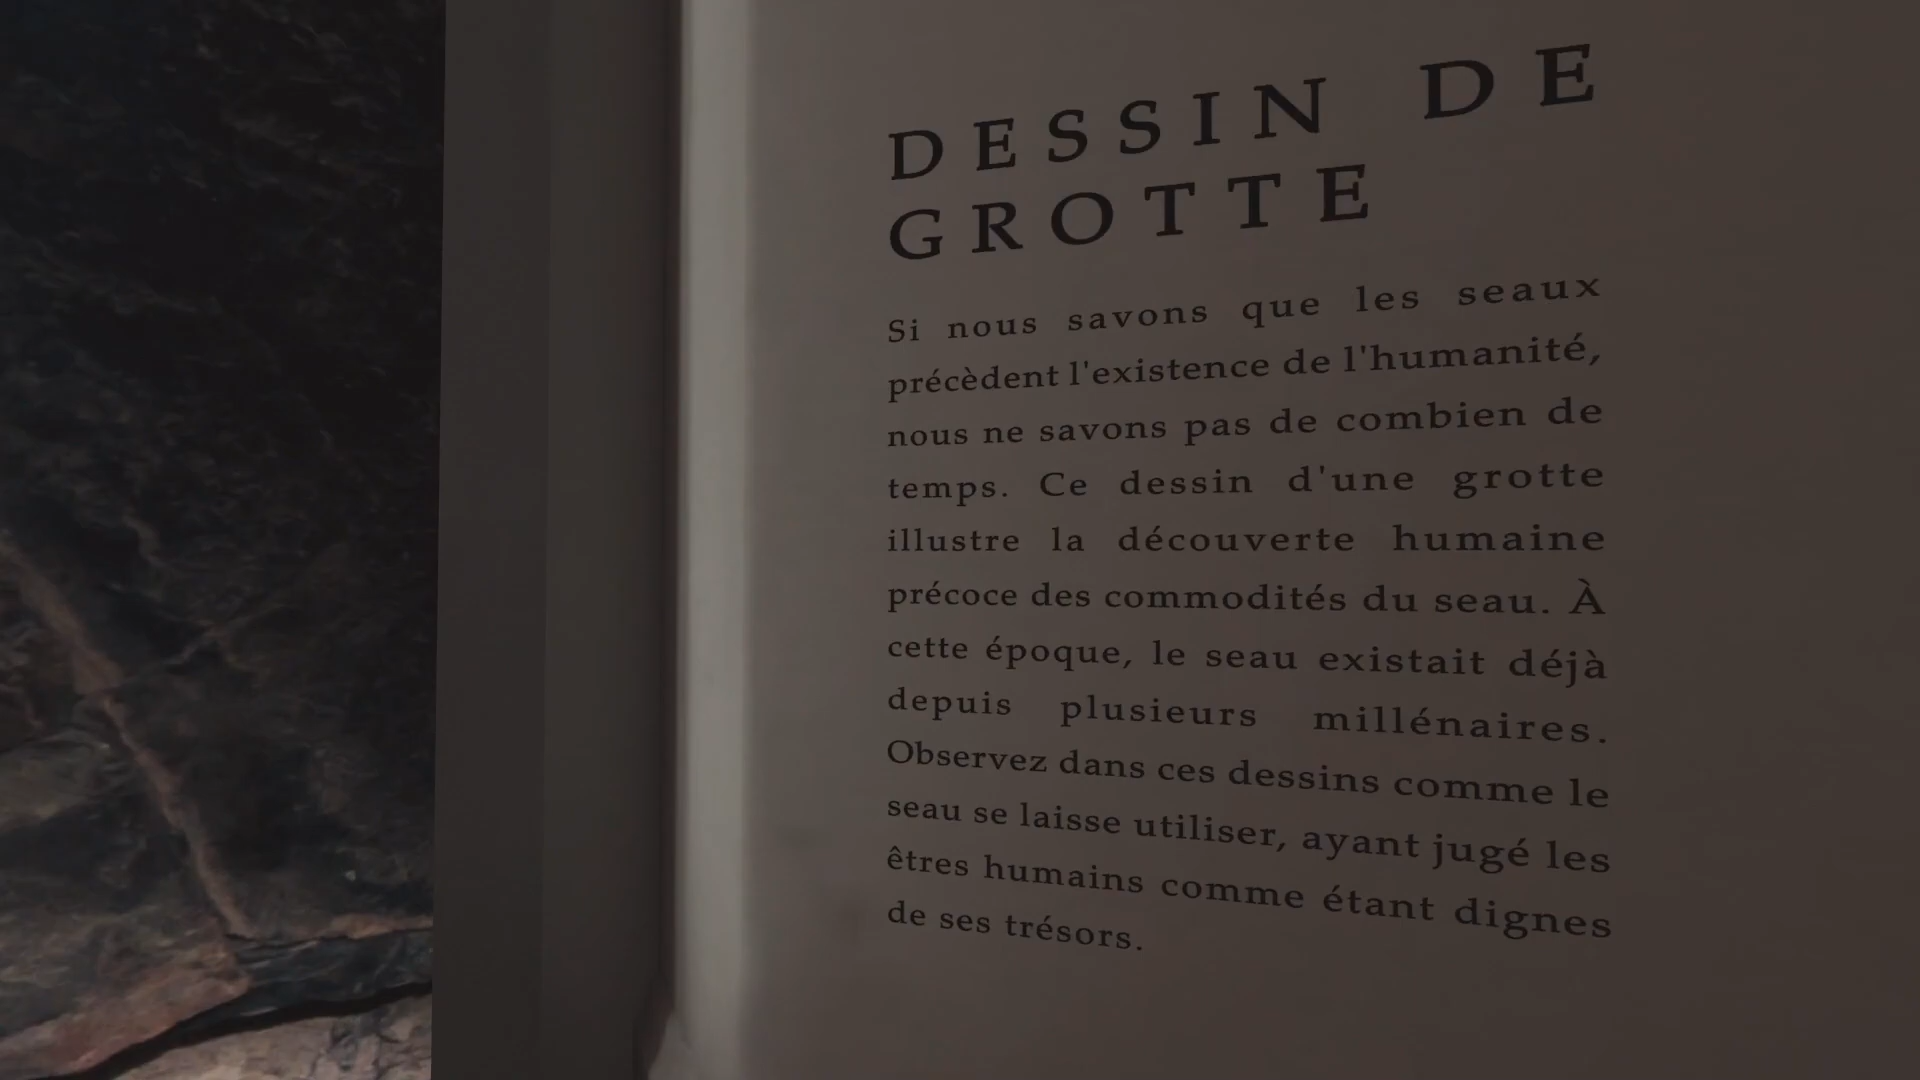 DESSIN DE
GROTTE
Si nous savons que les seaux
précèdent l'existence de l'humanité,
nous ne savons pas de combien de
temps. Ce dessin d'une grotte
illustre la découverte humaine
précoce des commodités du seau. À
cette époque, le seau existait déjà
depuis plusieurs millénaires.
Observez dans ces dessins comme le
seau se laisse utiliser, ayant jugé les
êtres humains comme étant dignes
de ses trésors.